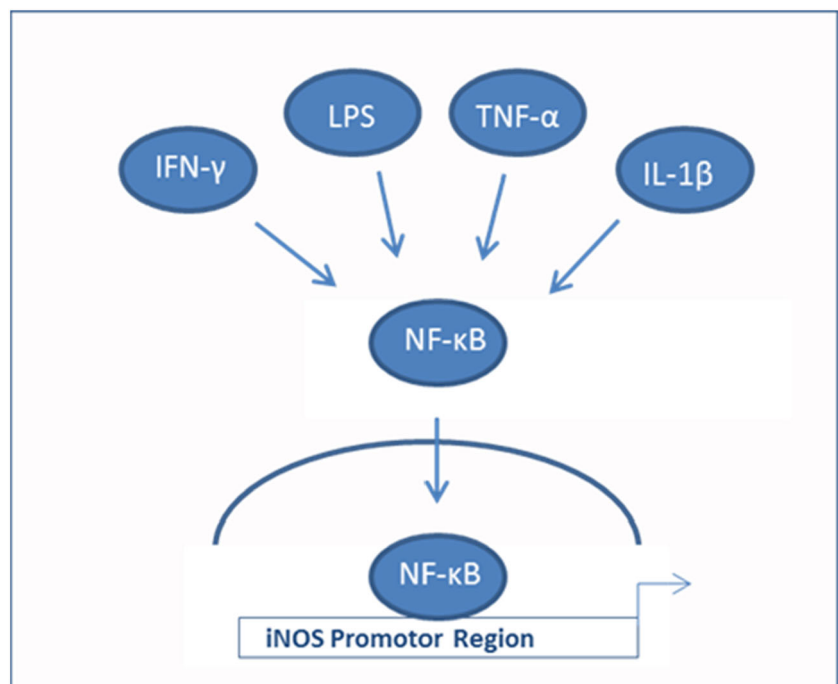 IFN-γ
LPS
TNF-α
IL-1β
NF-κB
NF-κB
iNOS Promotor Region